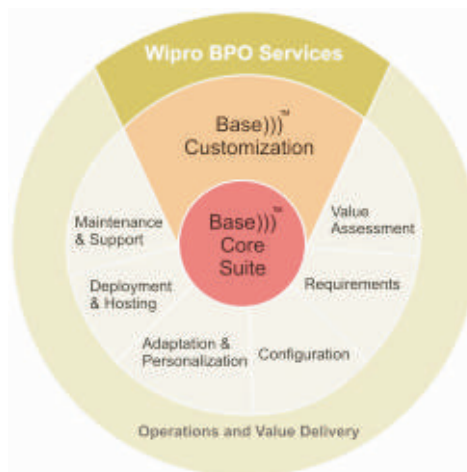 Wipro BPO Services
Base)))™
Customization
Base)))™
Core
Suite
Value
Assessment
Requirements
Configuration
Adaptation &
Personalization
Deployment
& Hosting
Maintenance
& Support
Operations and Value Delivery